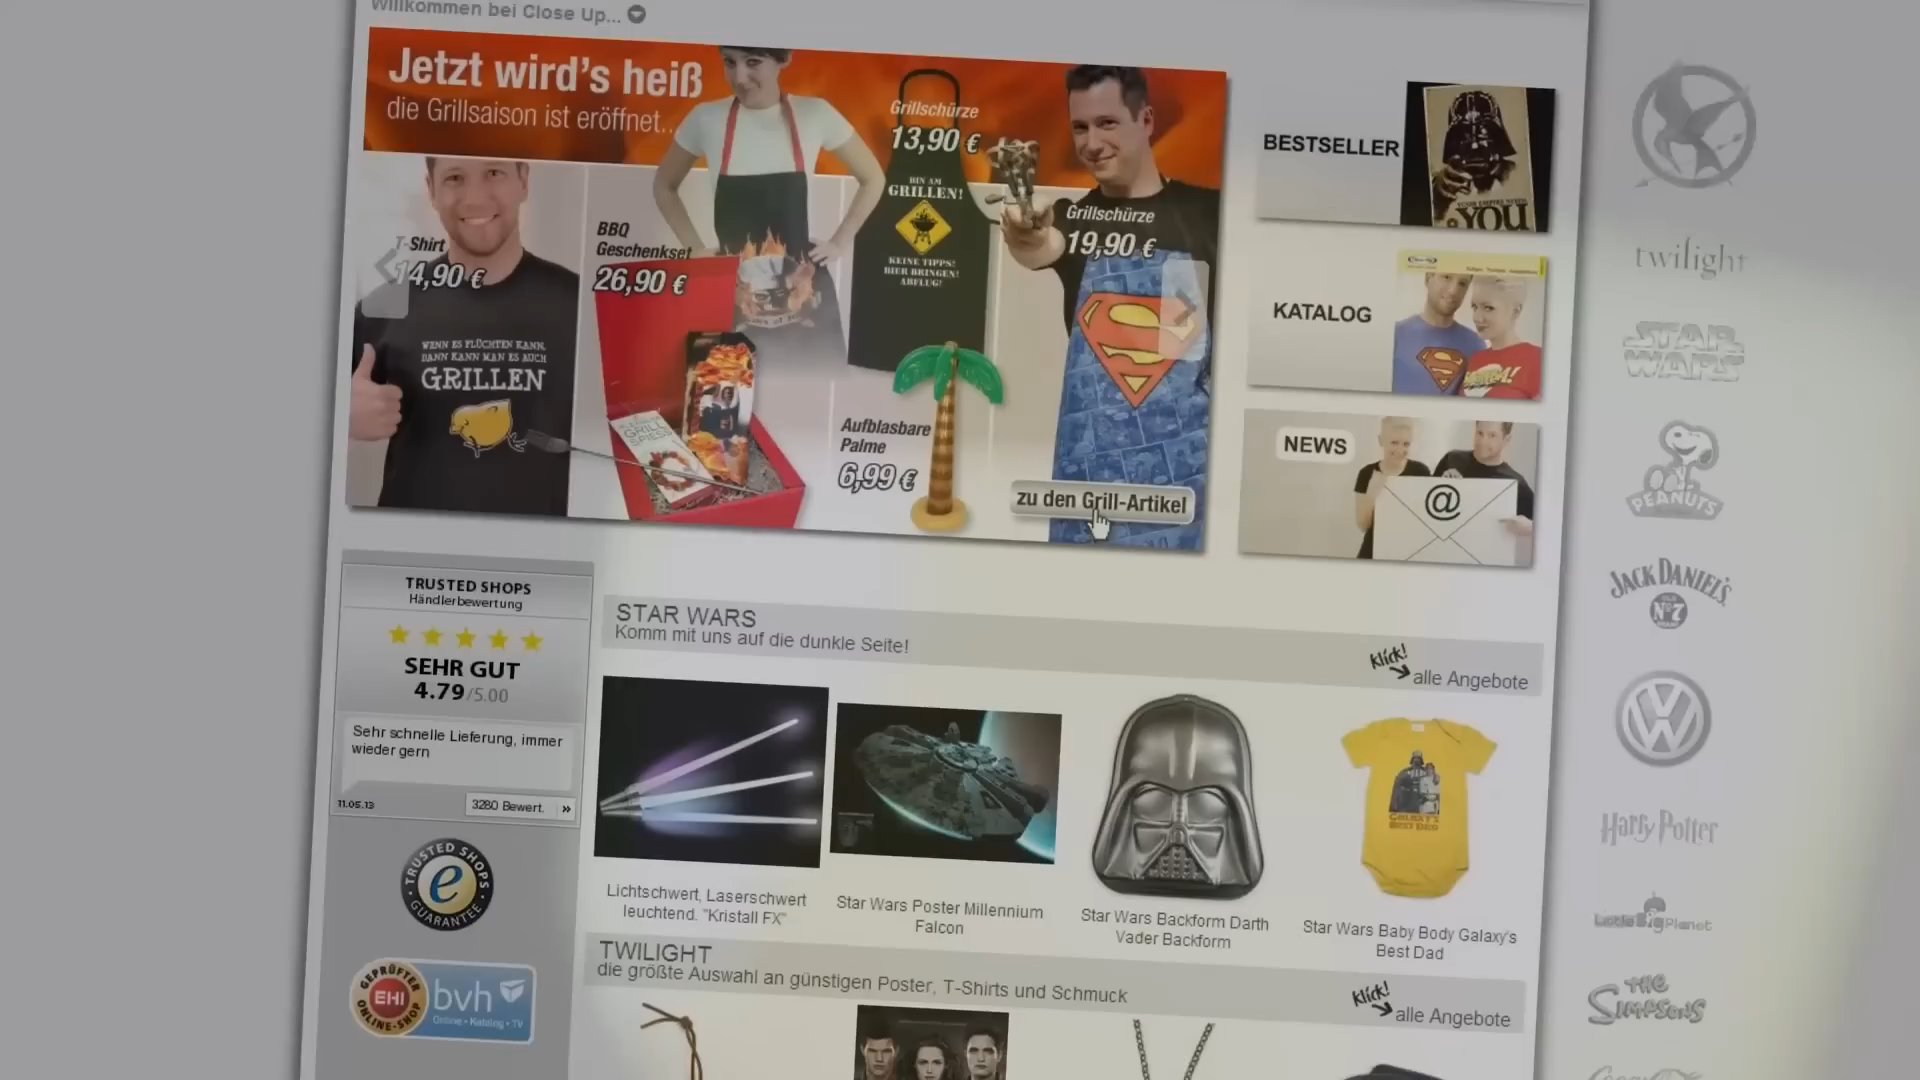 Willkommen bei Close Up...
Jetzt wird's heiß
die Grillsaison ist eröffnet...
T-Shirt
14,90 €
WENN ES FLÜCHTEN KANN,
DANN KANN MAN ES AUCH
GRILLEN
BBQ
Geschenkset
26,90 €
Grillschürze
13,90 €
BIN AM
GRILLEN!
KEINE TIPPS!
BIER BRINGEN!
ABFLUG!
Grillschürze
19,90 €
Aufblasbare
Palme
6,99 €
zu den Grill-Artikel
BESTSELLER
YOU
KATALOG
NEWS
@
TRUSTED SHOPS
Händlerbewertung
SEHR GUT
4.79/5.00
Sehr schnelle Lieferung, immer
wieder gern
11.05.13
3280 Bewert. »
TRUSTED SHOPS
e
GUARANTEE
GEPRÜFTER
EHI
ONLINE-SHOP
bvh
Online • Katalog • TV
STAR WARS
Komm mit uns auf die dunkle Seite!
Klick!
alle Angebote
Lichtschwert, Laserschwert
leuchtend. "Kristall FX"
Star Wars Poster Millennium
Falcon
Star Wars Backform Darth
Vader Backform
GALAXY'S
BEST DAD
Star Wars Baby Body Galaxy's
Best Dad
TWILIGHT
die größte Auswahl an günstigen Poster, T-Shirts und Schmuck
Klick!
alle Angebote
twilight
STAR
WARS
PEANUTS
JACK DANIEL'S
OLD
Nº7
VW
Harry Potter
LittleBigPlanet
THE
SIMPSONS